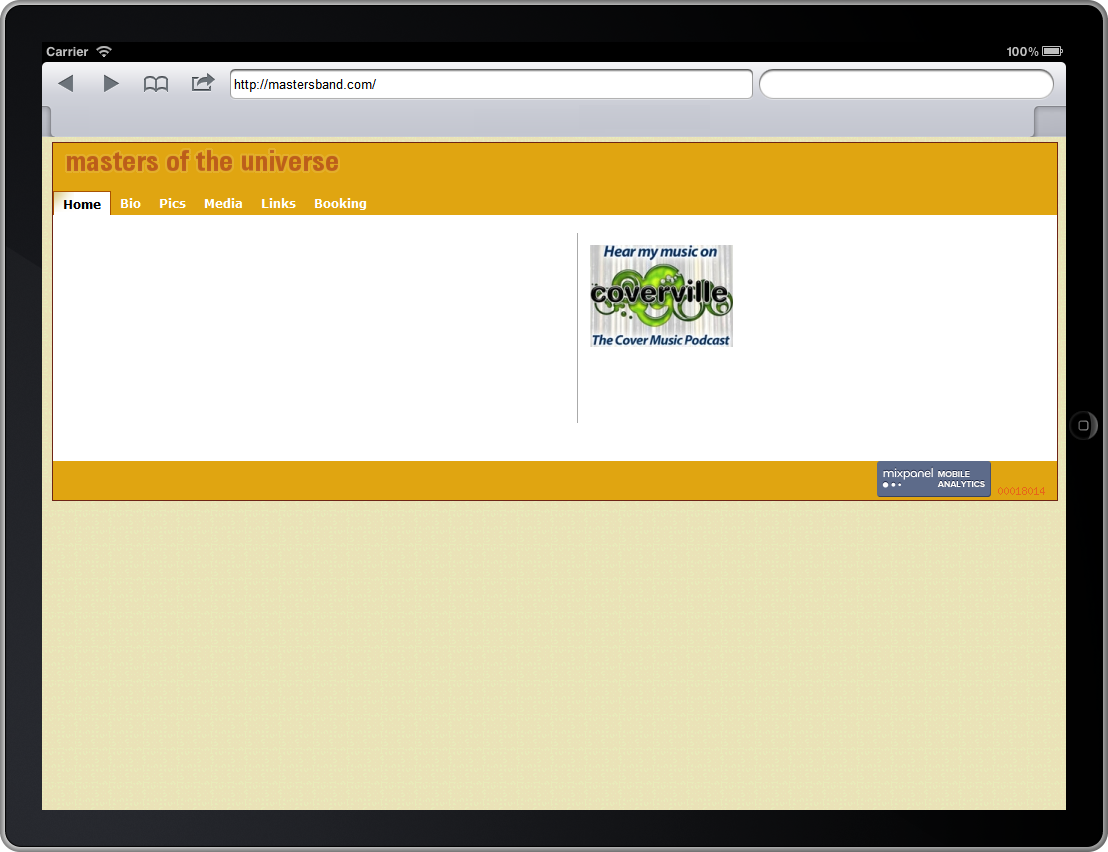 Carrier
100%
http://mastersband.com/
masters of the universe
Home Bio Pics Media Links Booking
Hear my music on
coverville
The Cover Music Podcast
mixpanel MOBILE
ANALYTICS
00018014